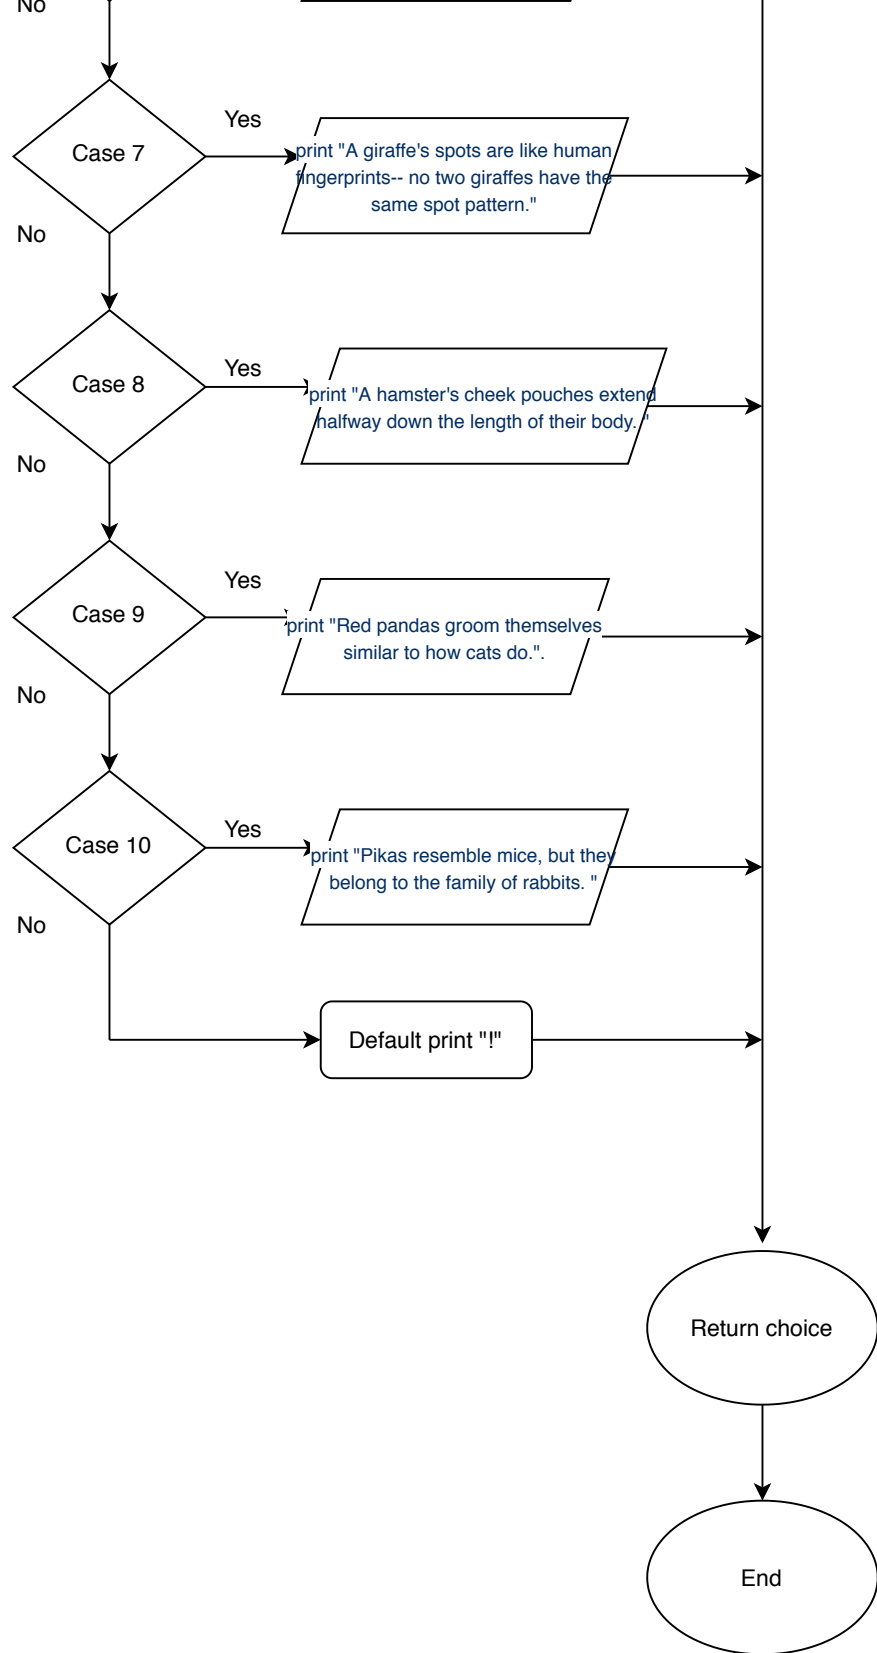 No
Yes
Case 7
print "A giraffe's spots are like human
fingerprints-- no two giraffes have the
same spot pattern."
No
Yes
Case 8
print "A hamster's cheek pouches extend
halfway down the length of their body. "
No
Yes
Case 9
print "Red pandas groom themselves
similar to how cats do.".
No
Yes
Case 10
print "Pikas resemble mice, but they
belong to the family of rabbits. "
No
Default print "!"
Return choice
End